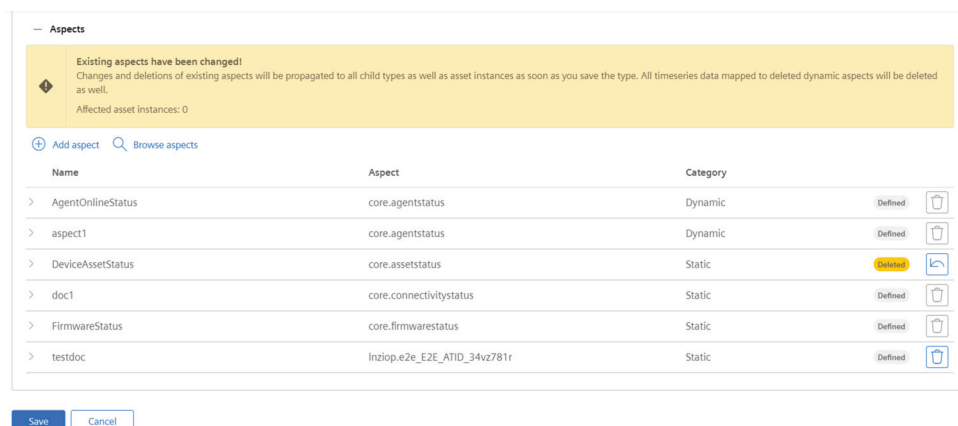 Aspects
Existing aspects have been changed!
Changes and deletions of existing aspects will be propagated to all child types as well as asset instances as soon as you save the type. All timeseries data mapped to deleted dynamic aspects will be deleted
as well.
Affected asset instances: 0
Add aspect Browse aspects
Name Aspect Category
AgentOnlineStatus core.agentstatus Dynamic Defined
aspect1 core.agentstatus Dynamic Defined
DeviceAssetStatus core.assetstatus Static Deleted
doc1 core.connectivitystatus Static Defined
FirmwareStatus core.firmwarestatus Static Defined
testdoc lnziop.e2e_E2E_ATID_34vz781r Static Defined
Save Cancel